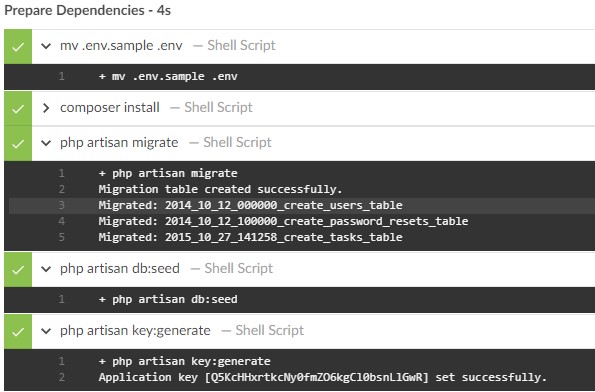 Prepare Dependencies - 4s
mv .env.sample .env — Shell Script
1 + mv .env.sample .env
composer install — Shell Script
php artisan migrate — Shell Script
1 + php artisan migrate
2 Migration table created successfully.
3 Migrated: 2014_10_12_000000_create_users_table
4 Migrated: 2014_10_12_100000_create_password_resets_table
5 Migrated: 2015_10_27_141258_create_tasks_table
php artisan db:seed — Shell Script
1 + php artisan db:seed
php artisan key:generate — Shell Script
1 + php artisan key:generate
2 Application key [Q5KcHHxrtkcNy0fmZO6kgCl0bsnLlGwR] set successfully.